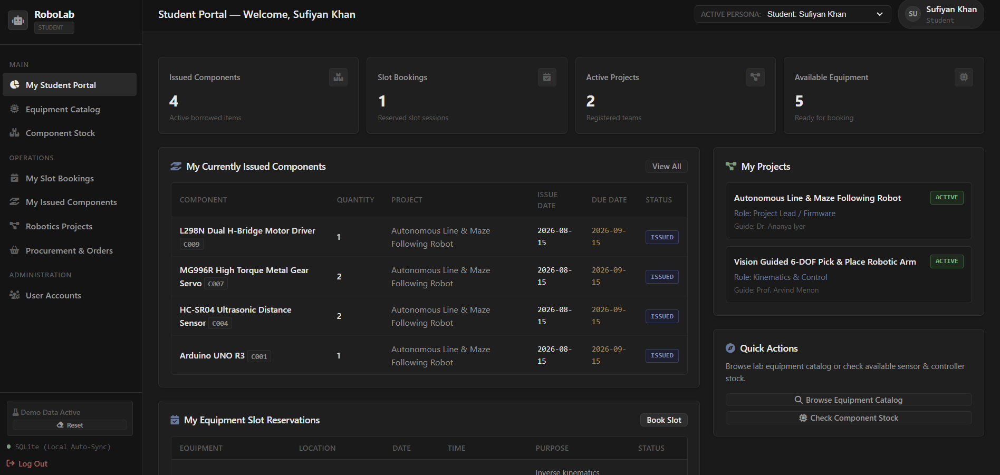 RoboLab
STUDENT
MAIN
My Student Portal
Equipment Catalog
Component Stock
OPERATIONS
My Slot Bookings
My Issued Components
Robotics Projects
Procurement & Orders
ADMINISTRATION
User Accounts
Demo Data Active
Reset
SQLite (Local Auto-Sync)
Log Out
Student Portal — Welcome, Sufiyan Khan
ACTIVE PERSONA: Student: Sufiyan Khan
SU
Sufiyan Khan
Student
Issued Components
4
Active borrowed items
Slot Bookings
1
Reserved slot sessions
Active Projects
2
Registered teams
Available Equipment
5
Ready for booking
My Currently Issued Components
View All
COMPONENT QUANTITY PROJECT ISSUE DATE DUE DATE STATUS
L298N Dual H-Bridge Motor Driver
C009
1
Autonomous Line & Maze
Following Robot
2026-08-
15
2026-09-
15
ISSUED
MG996R High Torque Metal Gear
Servo C007
2
Autonomous Line & Maze
Following Robot
2026-08-
15
2026-09-
15
ISSUED
HC-SR04 Ultrasonic Distance
Sensor C004
2
Autonomous Line & Maze
Following Robot
2026-08-
15
2026-09-
15
ISSUED
Arduino UNO R3 C001
1
Autonomous Line & Maze
Following Robot
2026-08-
15
2026-09-
15
ISSUED
My Equipment Slot Reservations
Book Slot
EQUIPMENT LOCATION DATE TIME PURPOSE STATUS
Inverse kinematics
My Projects
Autonomous Line & Maze Following Robot
ACTIVE
Role: Project Lead / Firmware
Guide: Dr. Ananya Iyer
Vision Guided 6-DOF Pick & Place Robotic Arm
ACTIVE
Role: Kinematics & Control
Guide: Prof. Arvind Menon
Quick Actions
Browse lab equipment catalog or check available sensor & controller
stock.
Browse Equipment Catalog
Check Component Stock